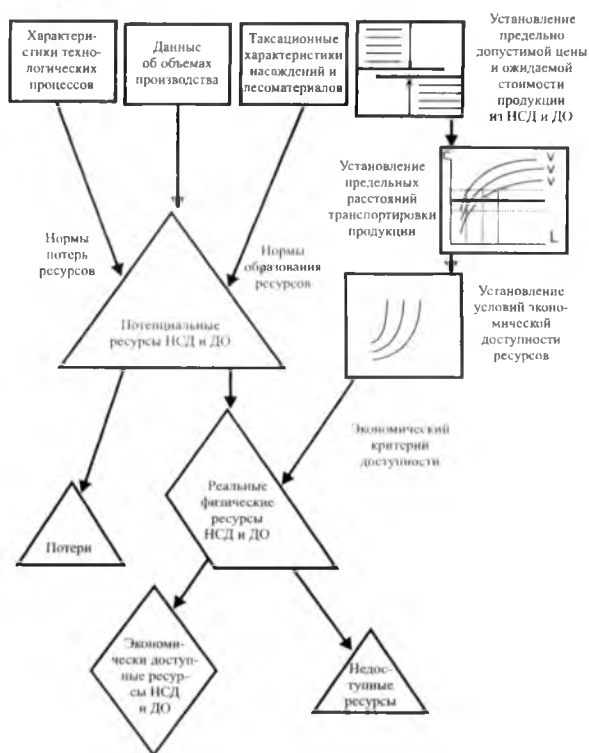 Характери-
стики техно-
логических
процессов
Данные
об объемах
производства
Таксационные
характеристики
насаждений и
лесоматериалов
Установление
предельно
допустимой цены
и ожидаемой
стоимости
продукции
из НСД и ДО
Установление
предельных
расстояний
транспортировки
продукции
C
V
V
V
L
Нормы
потерь
ресурсов
Нормы
образования
ресурсов
Потенциальные
ресурсы НСД и ДО
Установление
условий эконо-
мической
доступности
ресурсов
Экономический
критерий
доступности
Реальные
физические
ресурсы
НСД и ДО
Потери
Экономи-
чески доступ-
ные ресур-
сы НСД
и ДО
Недос-
тупные
ресурсы